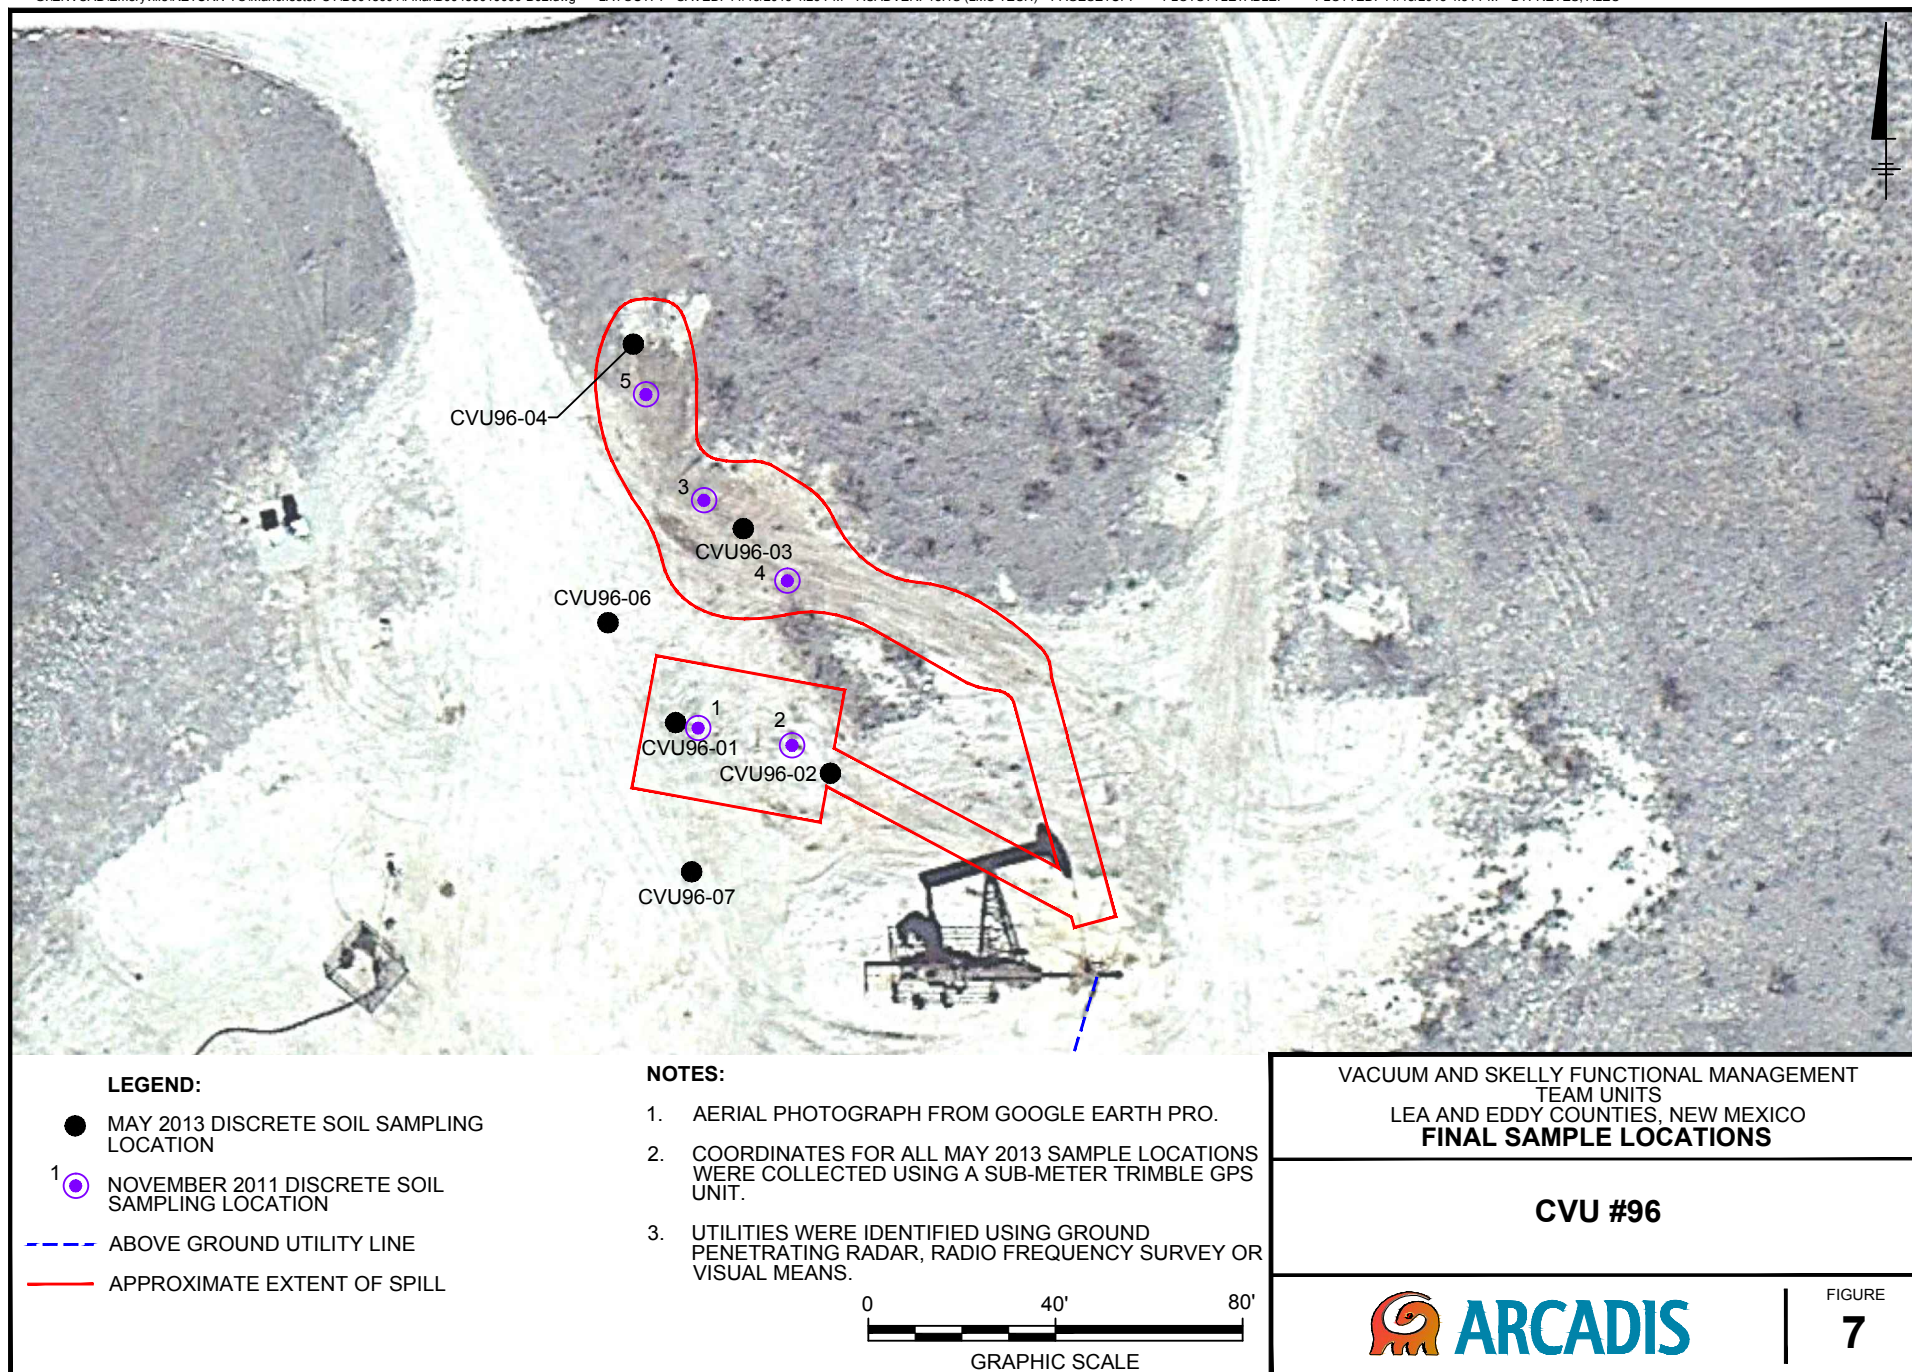 5
CVU96-04
3
CVU96-03
4
CVU96-06
1
2
CVU96-01
CVU96-02
CVU96-07
LEGEND:
MAY 2013 DISCRETE SOIL SAMPLING
LOCATION
1
NOVEMBER 2011 DISCRETE SOIL
SAMPLING LOCATION
ABOVE GROUND UTILITY LINE
APPROXIMATE EXTENT OF SPILL
NOTES:
1. AERIAL PHOTOGRAPH FROM GOOGLE EARTH PRO.
2. COORDINATES FOR ALL MAY 2013 SAMPLE LOCATIONS
WERE COLLECTED USING A SUB-METER TRIMBLE GPS
UNIT.
3. UTILITIES WERE IDENTIFIED USING GROUND
PENETRATING RADAR, RADIO FREQUENCY SURVEY OR
VISUAL MEANS.
0 40' 80'
GRAPHIC SCALE
VACUUM AND SKELLY FUNCTIONAL MANAGEMENT
TEAM UNITS
LEA AND EDDY COUNTIES, NEW MEXICO
FINAL SAMPLE LOCATIONS
CVU #96
ARCADIS
FIGURE
7